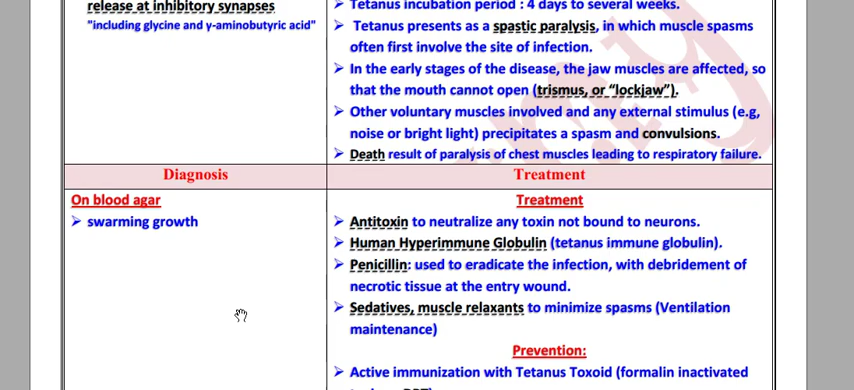 release at inhibitory synapses
"including glycine and γ-aminobutyric acid"
➢ Tetanus incubation period : 4 days to several weeks.
➢ Tetanus presents as a spastic paralysis, in which muscle spasms
often first involve the site of infection.
➢ In the early stages of the disease, the jaw muscles are affected, so
that the mouth cannot open (trismus, or “lockjaw”).
➢ Other voluntary muscles involved and any external stimulus (e.g,
noise or bright light) precipitates a spasm and convulsions.
➢ Death result of paralysis of chest muscles leading to respiratory failure.
Diagnosis
Treatment
On blood agar
➢ swarming growth
Treatment
➢ Antitoxin to neutralize any toxin not bound to neurons.
➢ Human Hyperimmune Globulin (tetanus immune globulin).
➢ Penicillin: used to eradicate the infection, with debridement of
necrotic tissue at the entry wound.
➢ Sedatives, muscle relaxants to minimize spasms (Ventilation
maintenance)
Prevention:
➢ Active immunization with Tetanus Toxoid (formalin inactivated